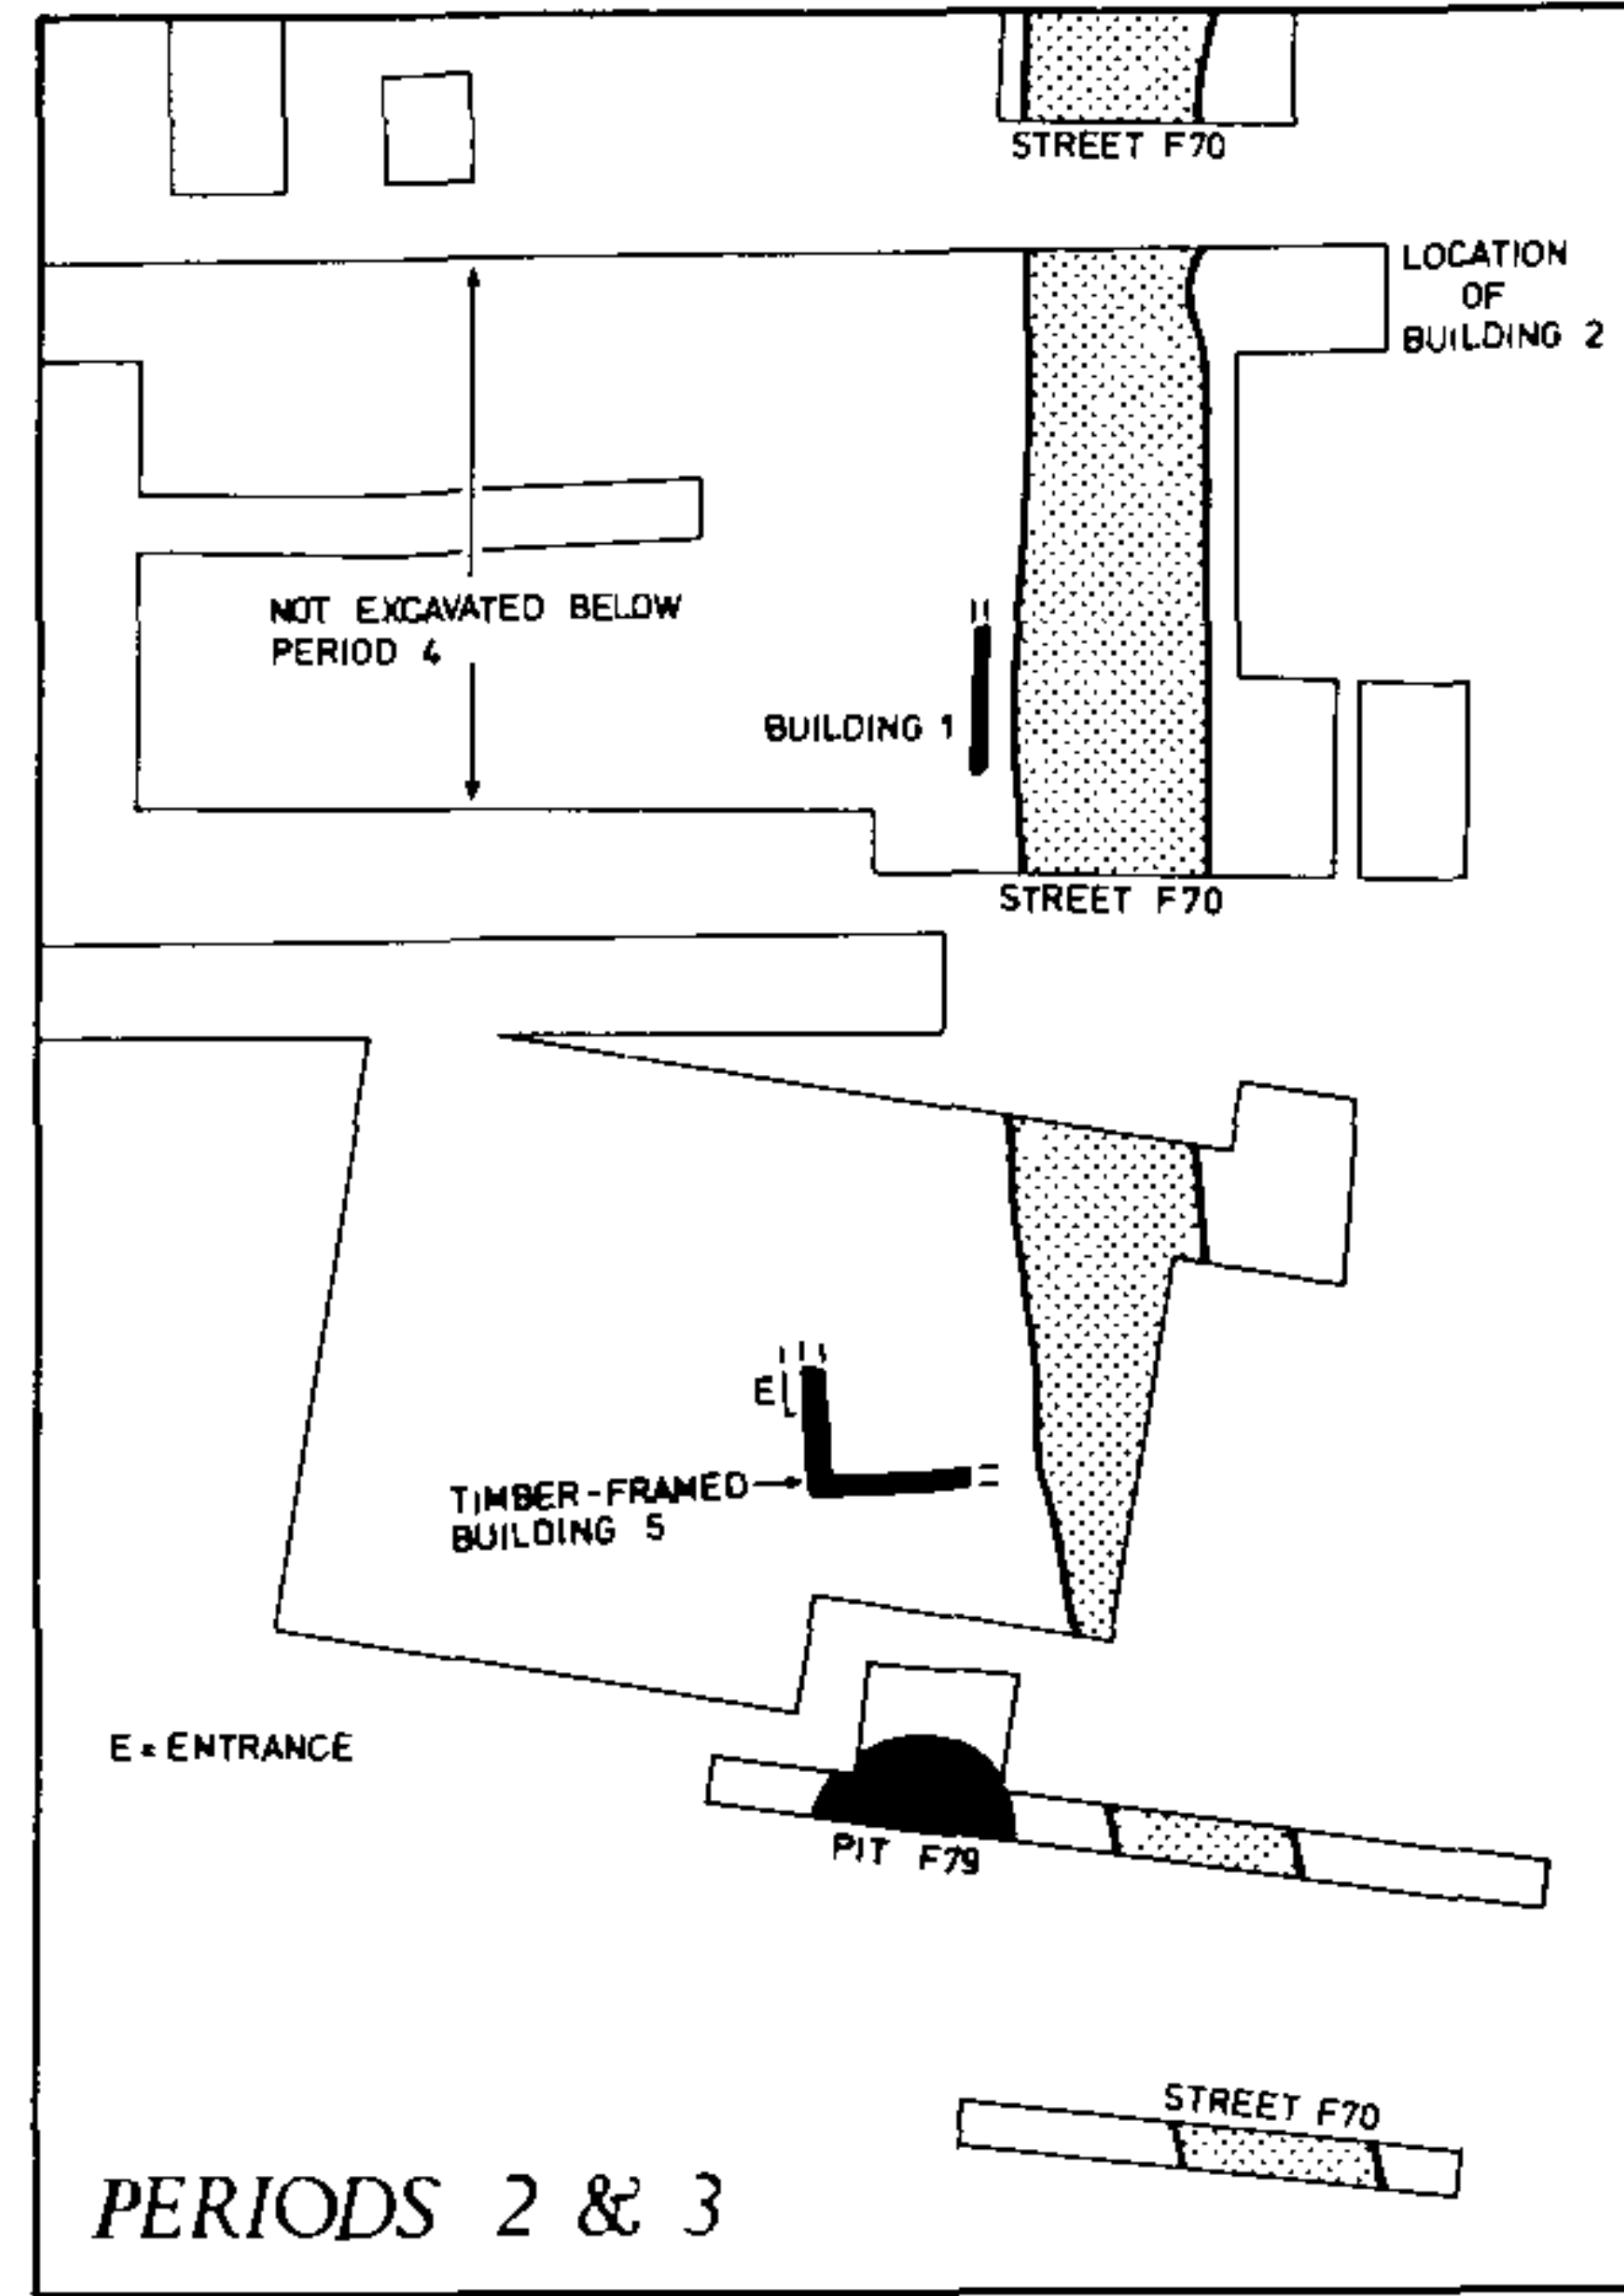 STREET F70
LOCATION
OF
BUILDING 2
NOT EXCAVATED BELOW
PERIOD 4
BUILDING 1
STREET F70
E
TIMBER-FRAMED
BUILDING 5
E = ENTRANCE
PIT F79
STREET F70
PERIODS 2 & 3